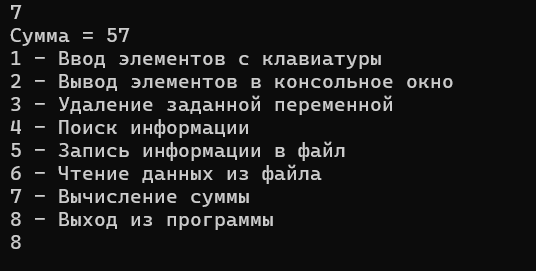 7
Сумма = 57
1 – Ввод элементов с клавиатуры
2 – Вывод элементов в консольное окно
3 – Удаление заданной переменной
4 – Поиск информации
5 – Запись информации в файл
6 – Чтение данных из файла
7 – Вычисление суммы
8 – Выход из программы
8